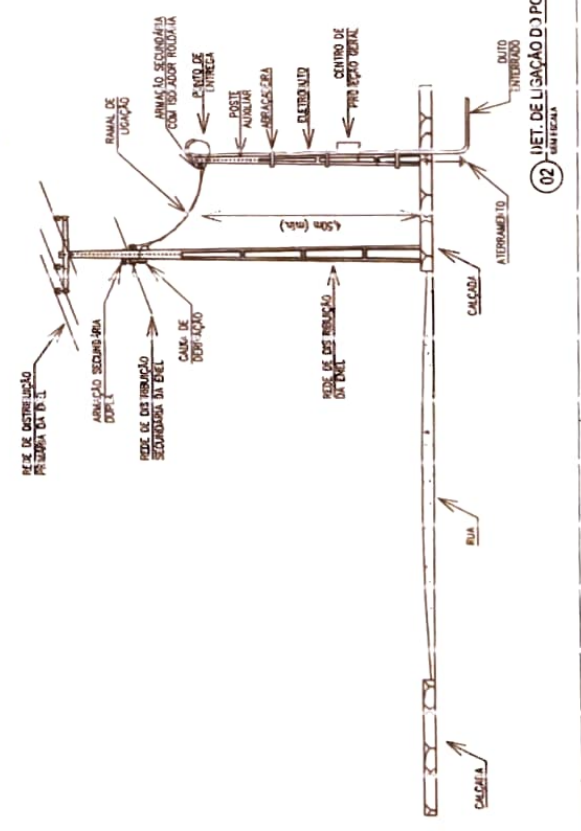 REDE DE DISTRIBUIÇÃO
PRIMÁRIA DA ENEL
ARMAÇÃO SECUNDÁRIA
DUPLA
REDE DE DISTRIBUIÇÃO
SECUNDÁRIA DA ENEL
CAIXA DE
DERIVAÇÃO
RAMAL DE
LIGAÇÃO
ARMAÇÃO SECUNDÁRIA
COM ISOLADOR ROLDANA
PONTO DE
ENTREGA
POSTE
AUXILIAR
ABRAÇADEIRA
ELETRODUTO
CENTRO DE
PROTEÇÃO GERAL
4,50m (mín.)
REDE DE DISTRIBUIÇÃO
DA ENEL
CALÇADA
RUA
CALÇADA
ATERRAMENTO
DUTO
ENTERRADO
02
DET. DE LIGAÇÃO DO PO
SEM ESCALA